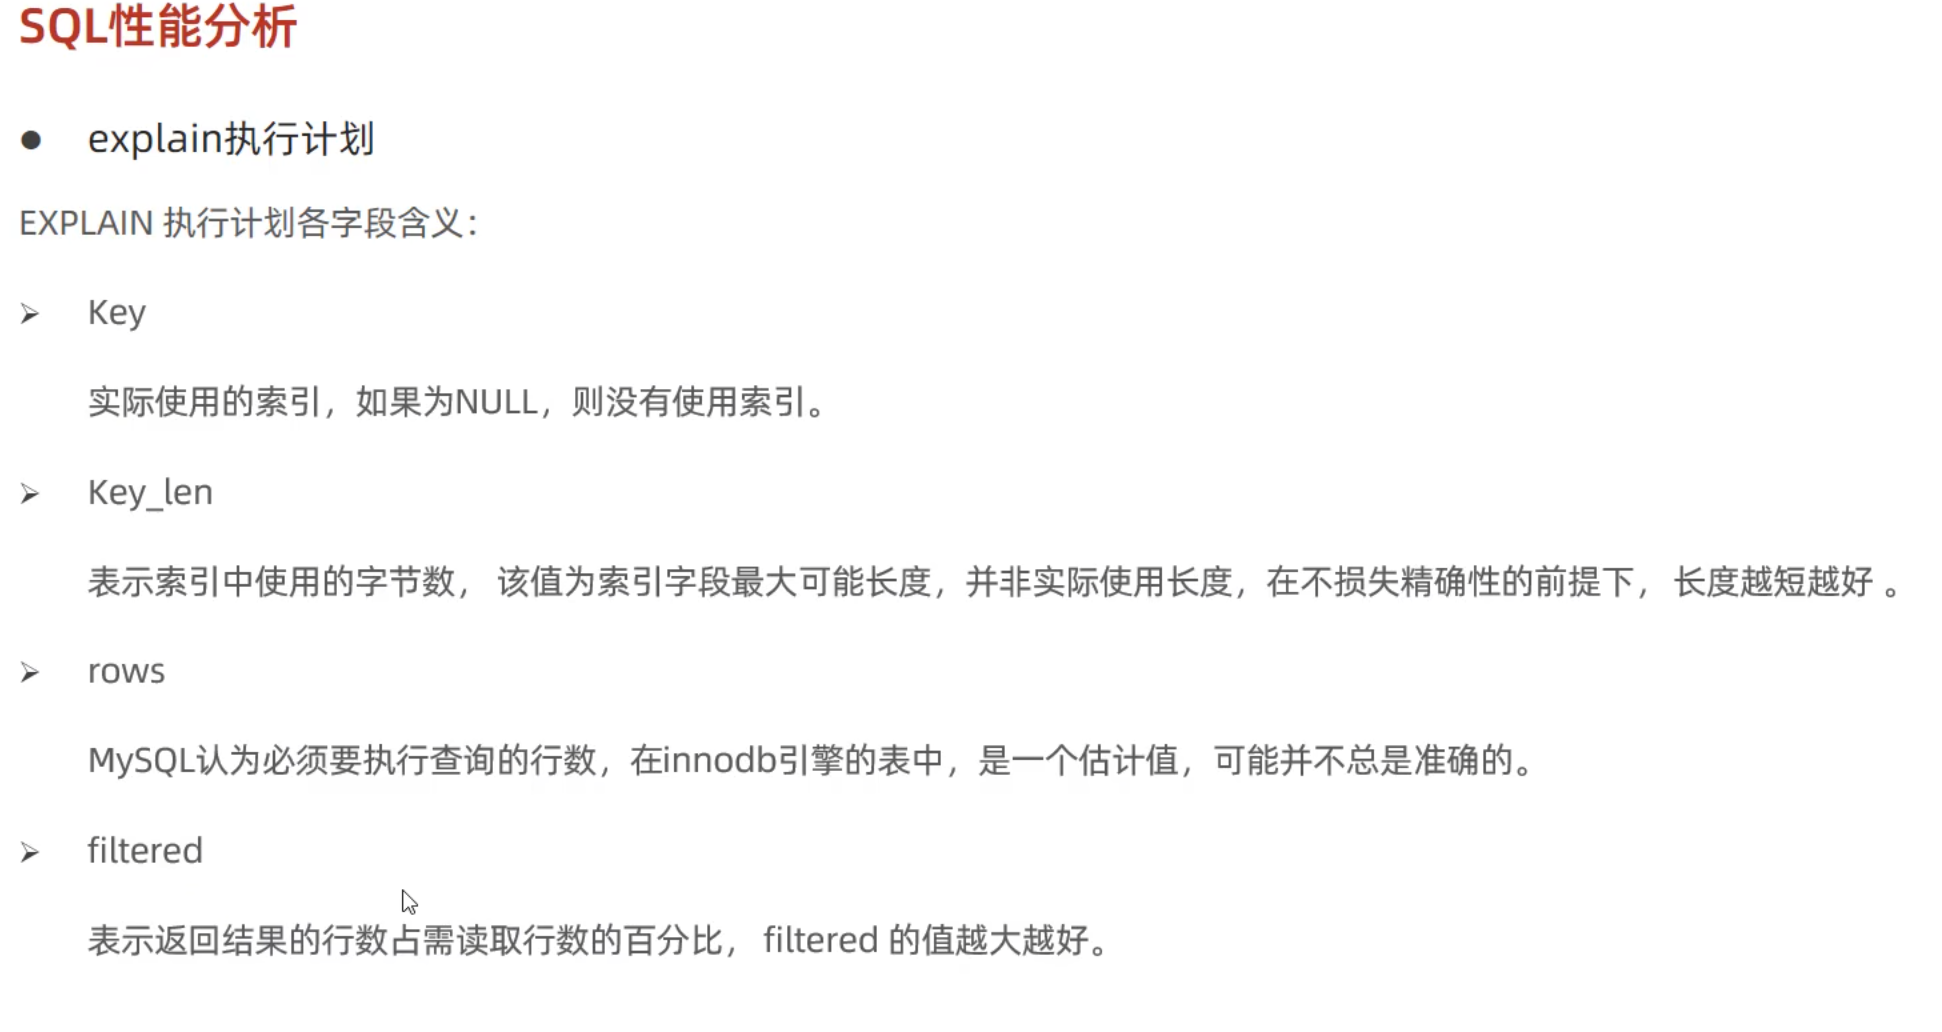 SQL性能分析
● explain执行计划
EXPLAIN 执行计划各字段含义：
➢ Key
实际使用的索引，如果为NULL，则没有使用索引。
➢ Key_len
表示索引中使用的字节数， 该值为索引字段最大可能长度，并非实际使用长度，在不损失精确性的前提下， 长度越短越好 。
➢ rows
MySQL认为必须要执行查询的行数，在innodb引擎的表中，是一个估计值，可能并不总是准确的。
➢ filtered
表示返回结果的行数占需读取行数的百分比， filtered 的值越大越好。